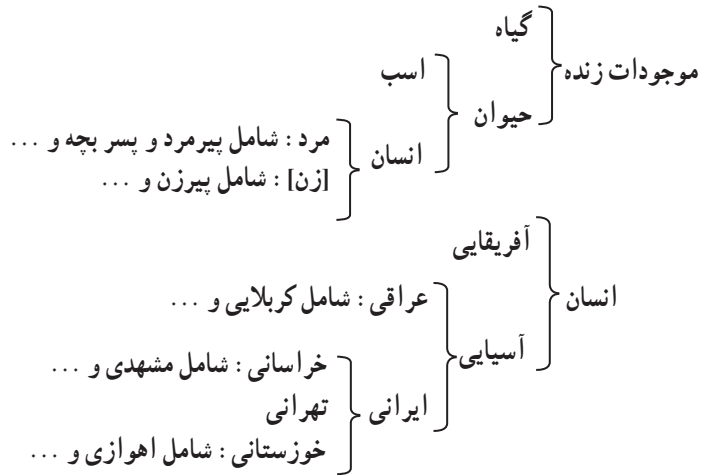 گیاه
موجودات زنده
اسب
حیوان
مرد : شامل پیرمرد و پسر بچه و ...
انسان
[زن] : شامل پیرزن و ...
آفریقایی
انسان
عراقی : شامل کربلایی و ...
آسیایی
خراسانی : شامل مشهدی و ...
ایرانی
تهرانی
خوزستانی : شامل اهوازی و ...